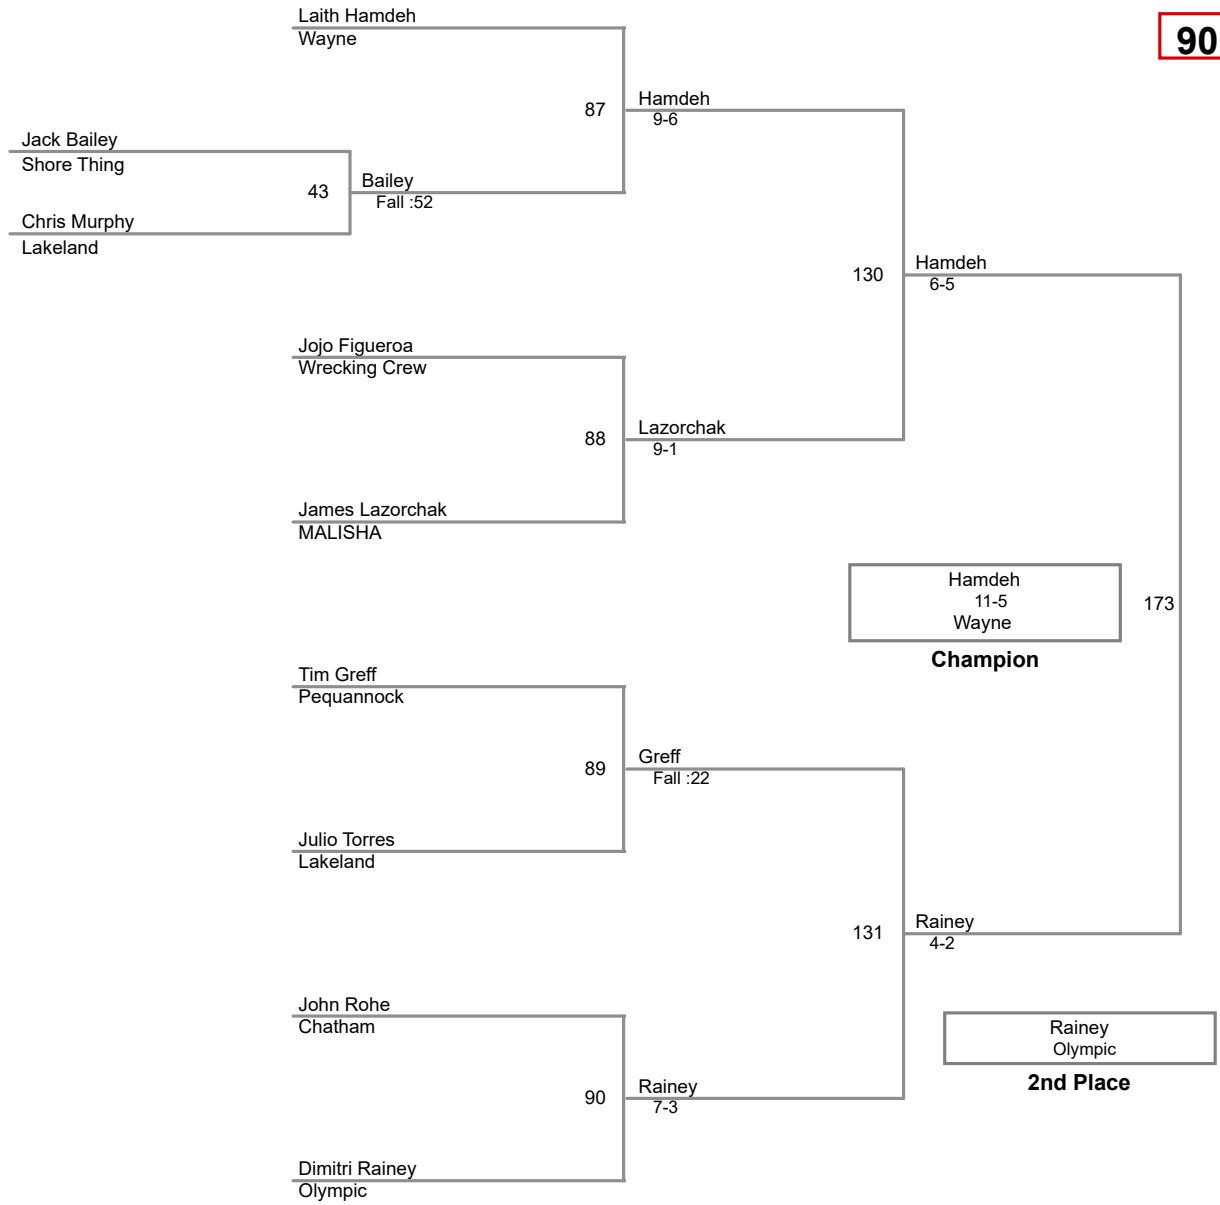 Laith Hamdeh
Wayne
90
87
Hamdeh
9-6
Jack Bailey
Shore Thing
43
Bailey
Fall :52
Chris Murphy
Lakeland
130
Hamdeh
6-5
Jojo Figueroa
Wrecking Crew
88
Lazorchak
9-1
James Lazorchak
MALISHA
Hamdeh
11-5
Wayne
173
Champion
Tim Greff
Pequannock
89
Greff
Fall :22
Julio Torres
Lakeland
131
Rainey
4-2
John Rohe
Chatham
Rainey
Olympic
2nd Place
90
Rainey
7-3
Dimitri Rainey
Olympic